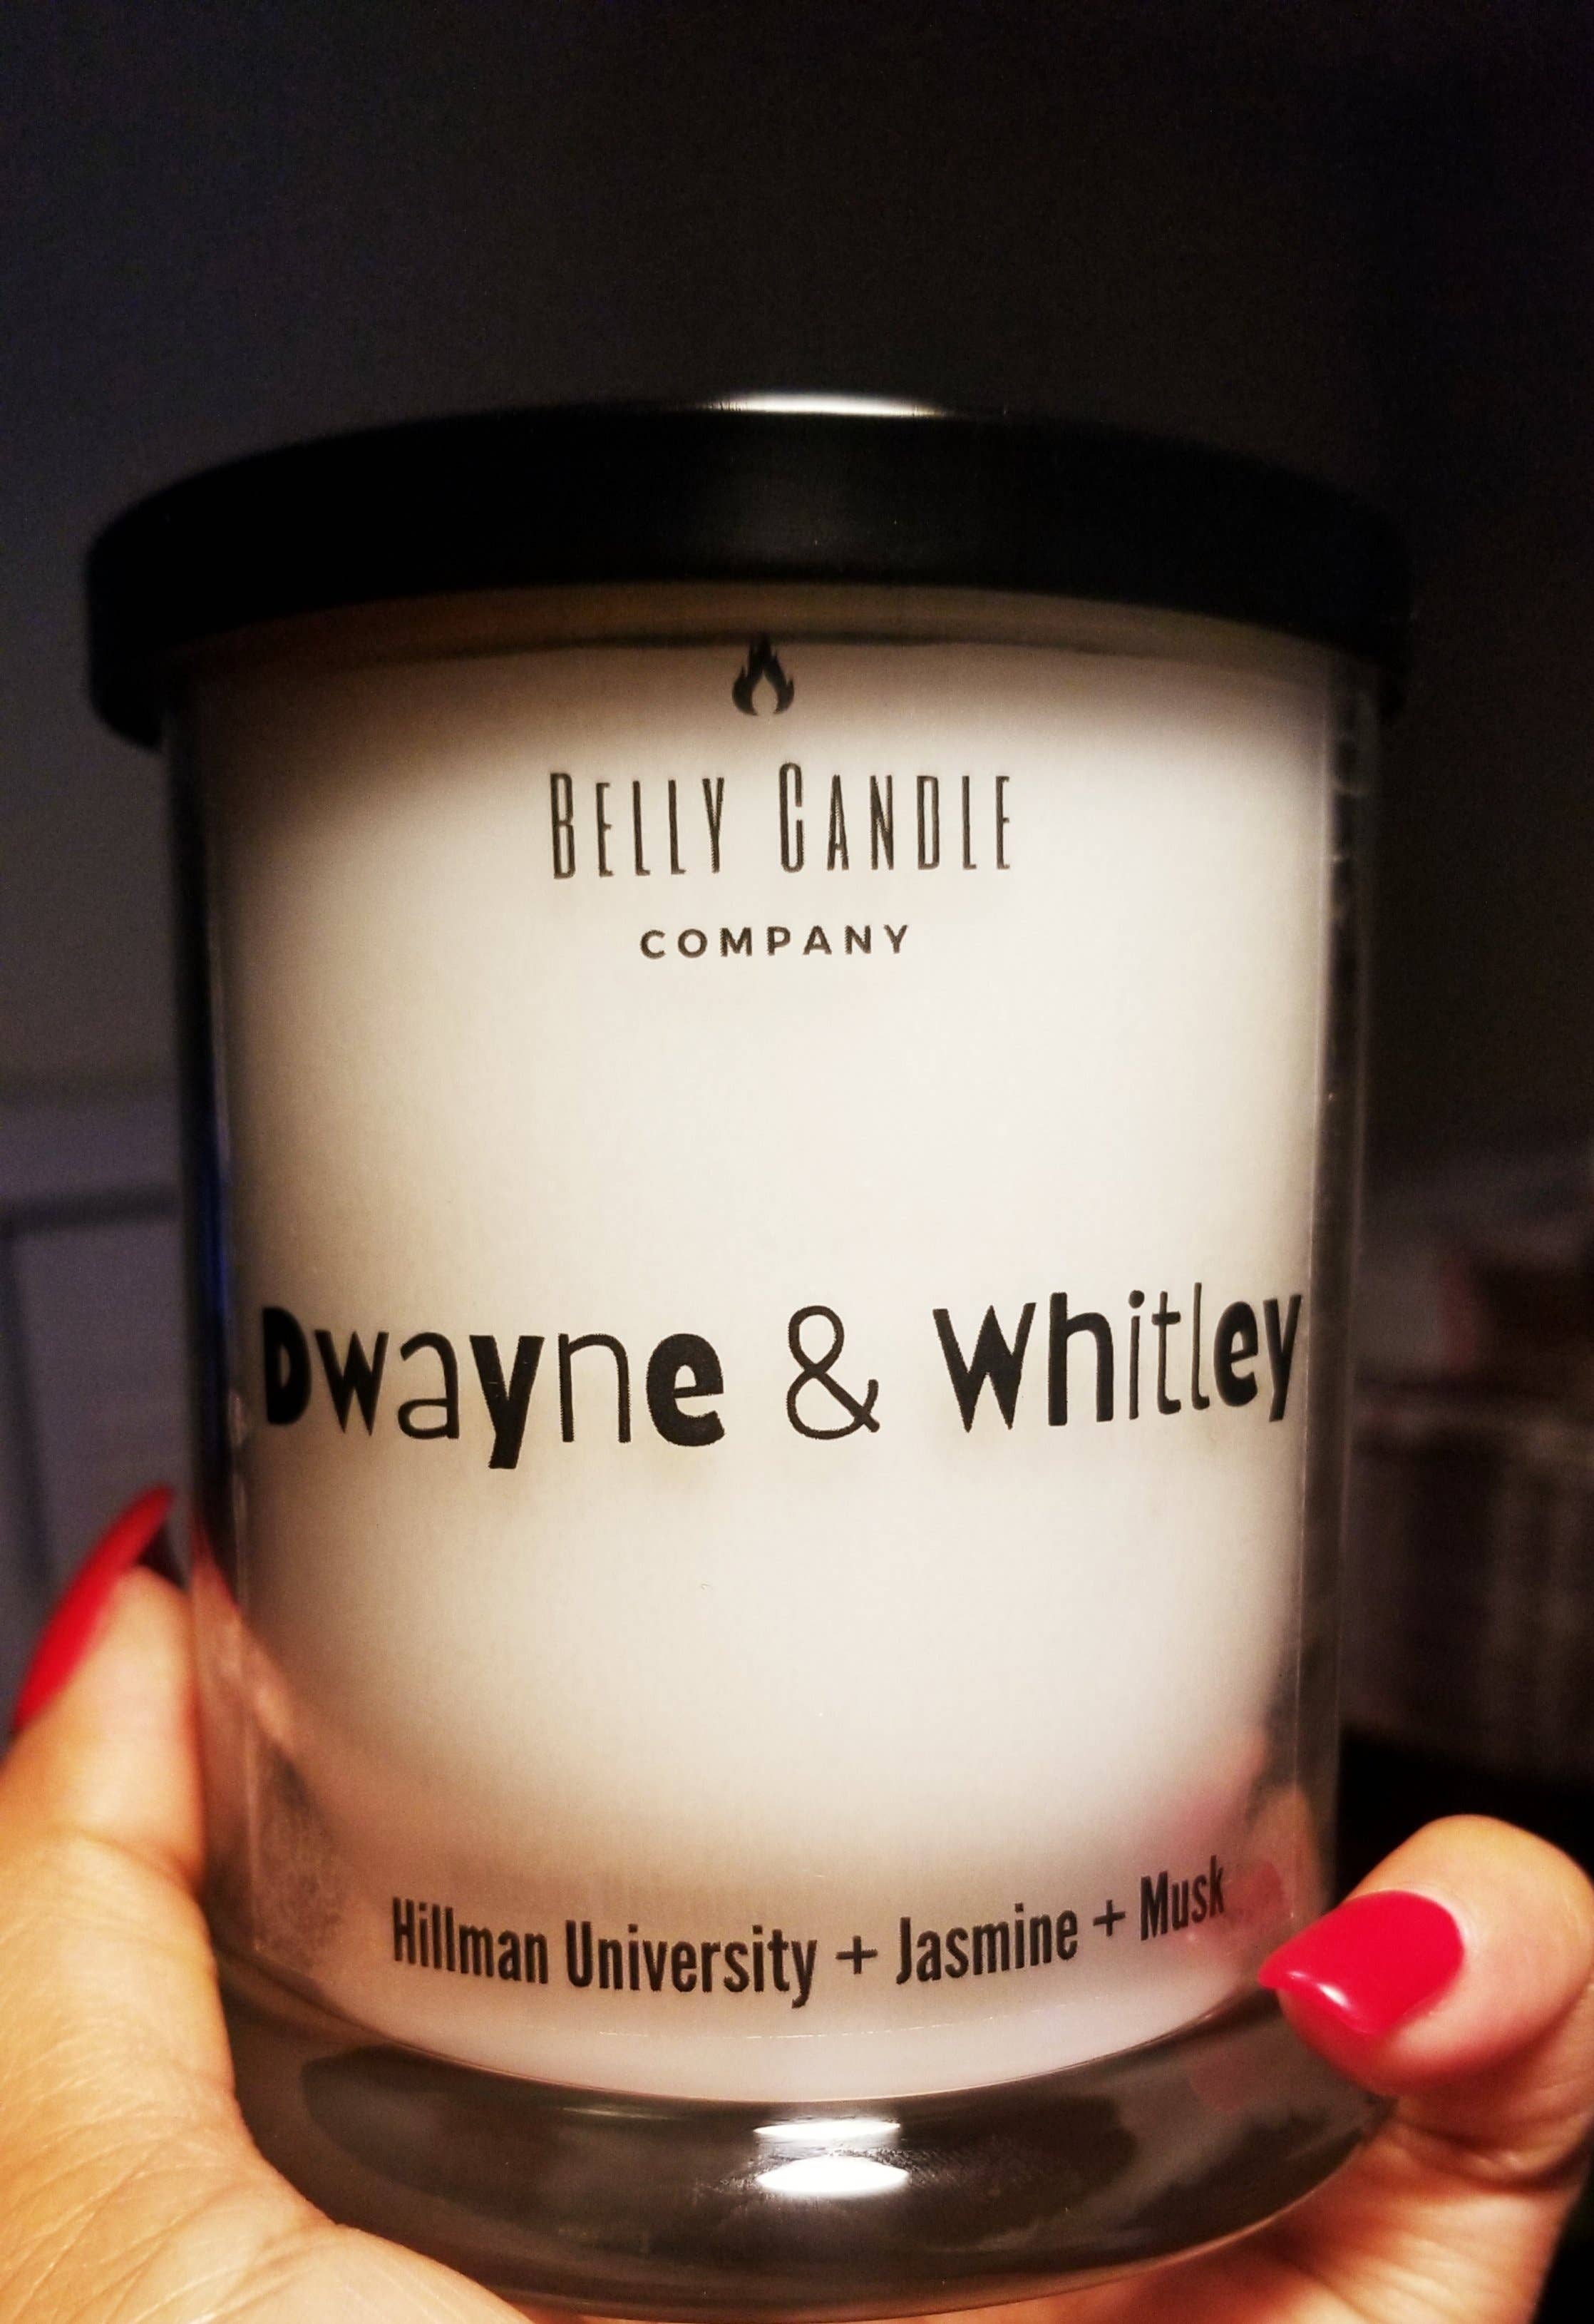 BELLY CANDLE
COMPANY
Dwayne & Whitley
Hillman University + Jasmine + Musk